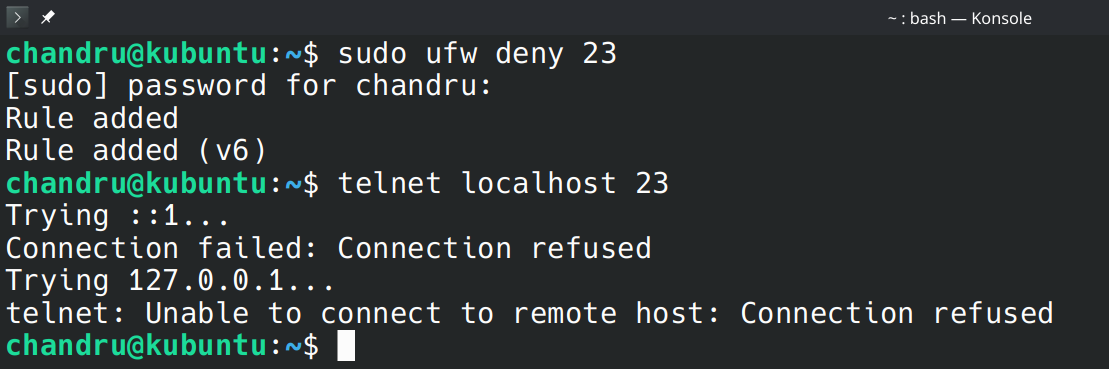 ~ : bash — Konsole
chandru@kubuntu:~$ sudo ufw deny 23
[sudo] password for chandru:
Rule added
Rule added (v6)
chandru@kubuntu:~$ telnet localhost 23
Trying ::1...
Connection failed: Connection refused
Trying 127.0.0.1...
telnet: Unable to connect to remote host: Connection refused
chandru@kubuntu:~$